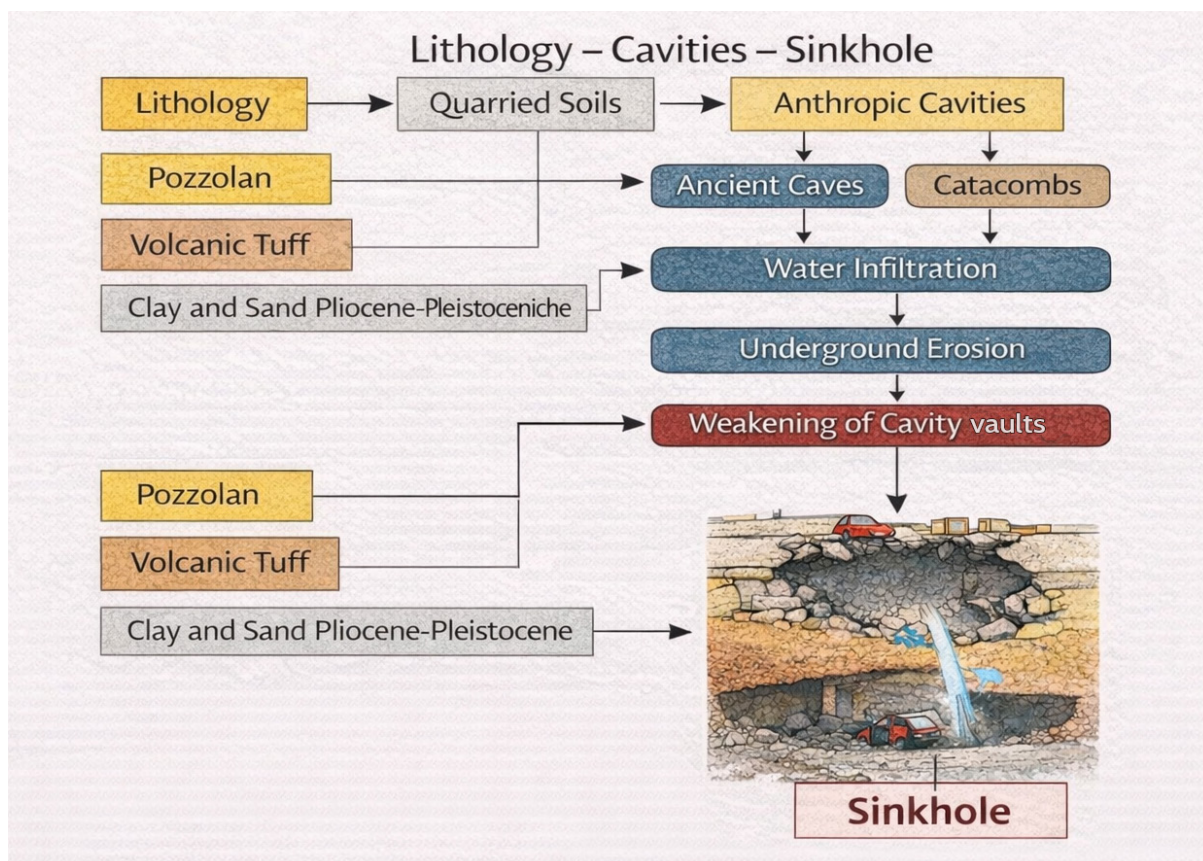 Lithology – Cavities – Sinkhole
Lithology
Quarried Soils
Anthropic Cavities
Pozzolan
Ancient Caves
Catacombs
Volcanic Tuff
Water Infiltration
Clay and Sand Pliocene-Pleistoceniche
Underground Erosion
Weakening of Cavity vaults
Pozzolan
Volcanic Tuff
Clay and Sand Pliocene-Pleistocene
Sinkhole